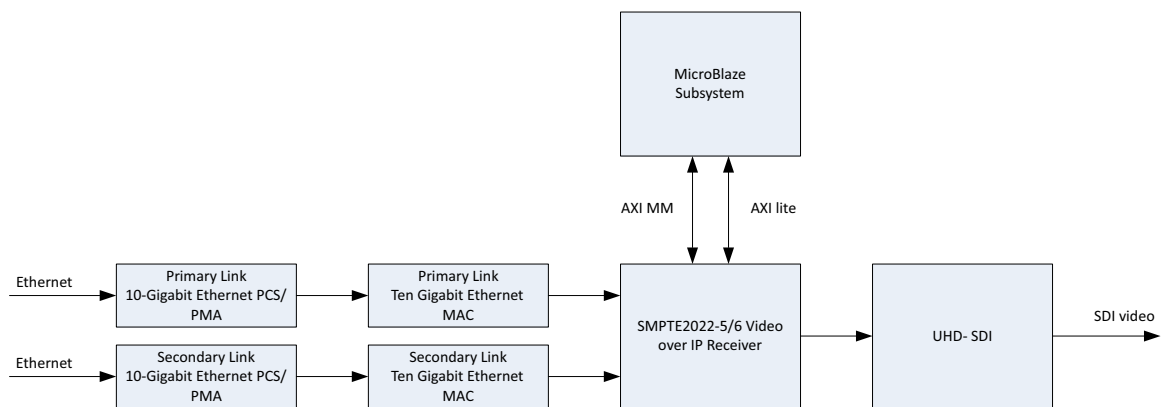 MicroBlaze
Subsystem
AXI MM
AXI lite
Ethernet
Primary Link
10-Gigabit Ethernet PCS/
PMA
Primary Link
Ten Gigabit Ethernet
MAC
SMPTE2022-5/6 Video
over IP Receiver
UHD- SDI
SDI video
Ethernet
Secondary Link
10-Gigabit Ethernet PCS/
PMA
Secondary Link
Ten Gigabit Ethernet
MAC